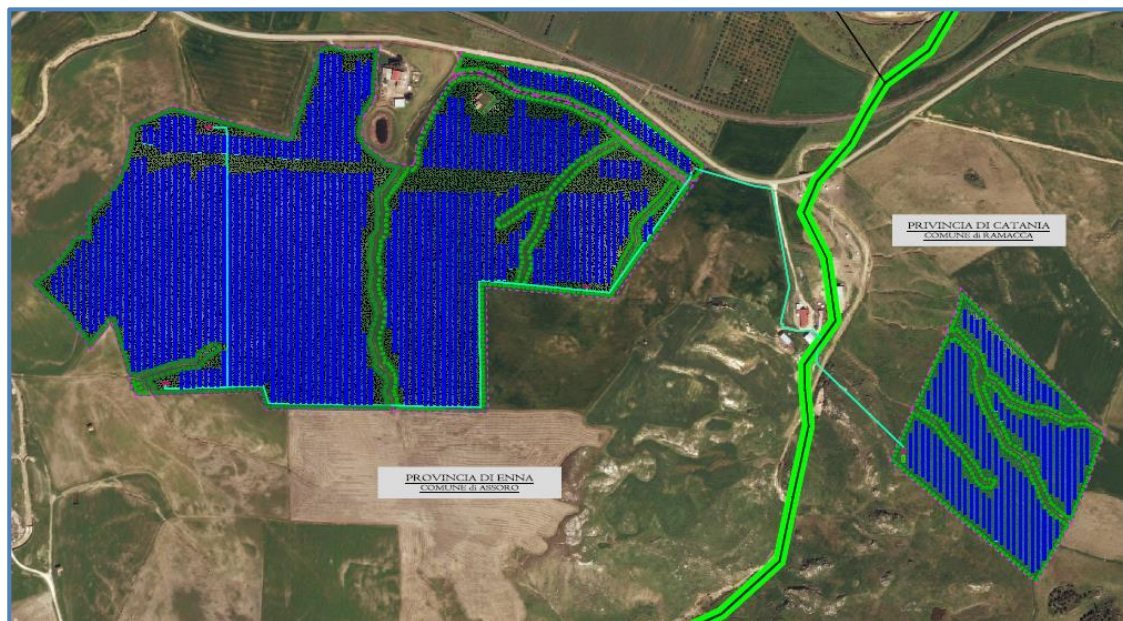 PRIVINCIA DI CATANIA
COMUNE di RAMACCA
PROVINCIA DI ENNA
COMUNE di ASSORO